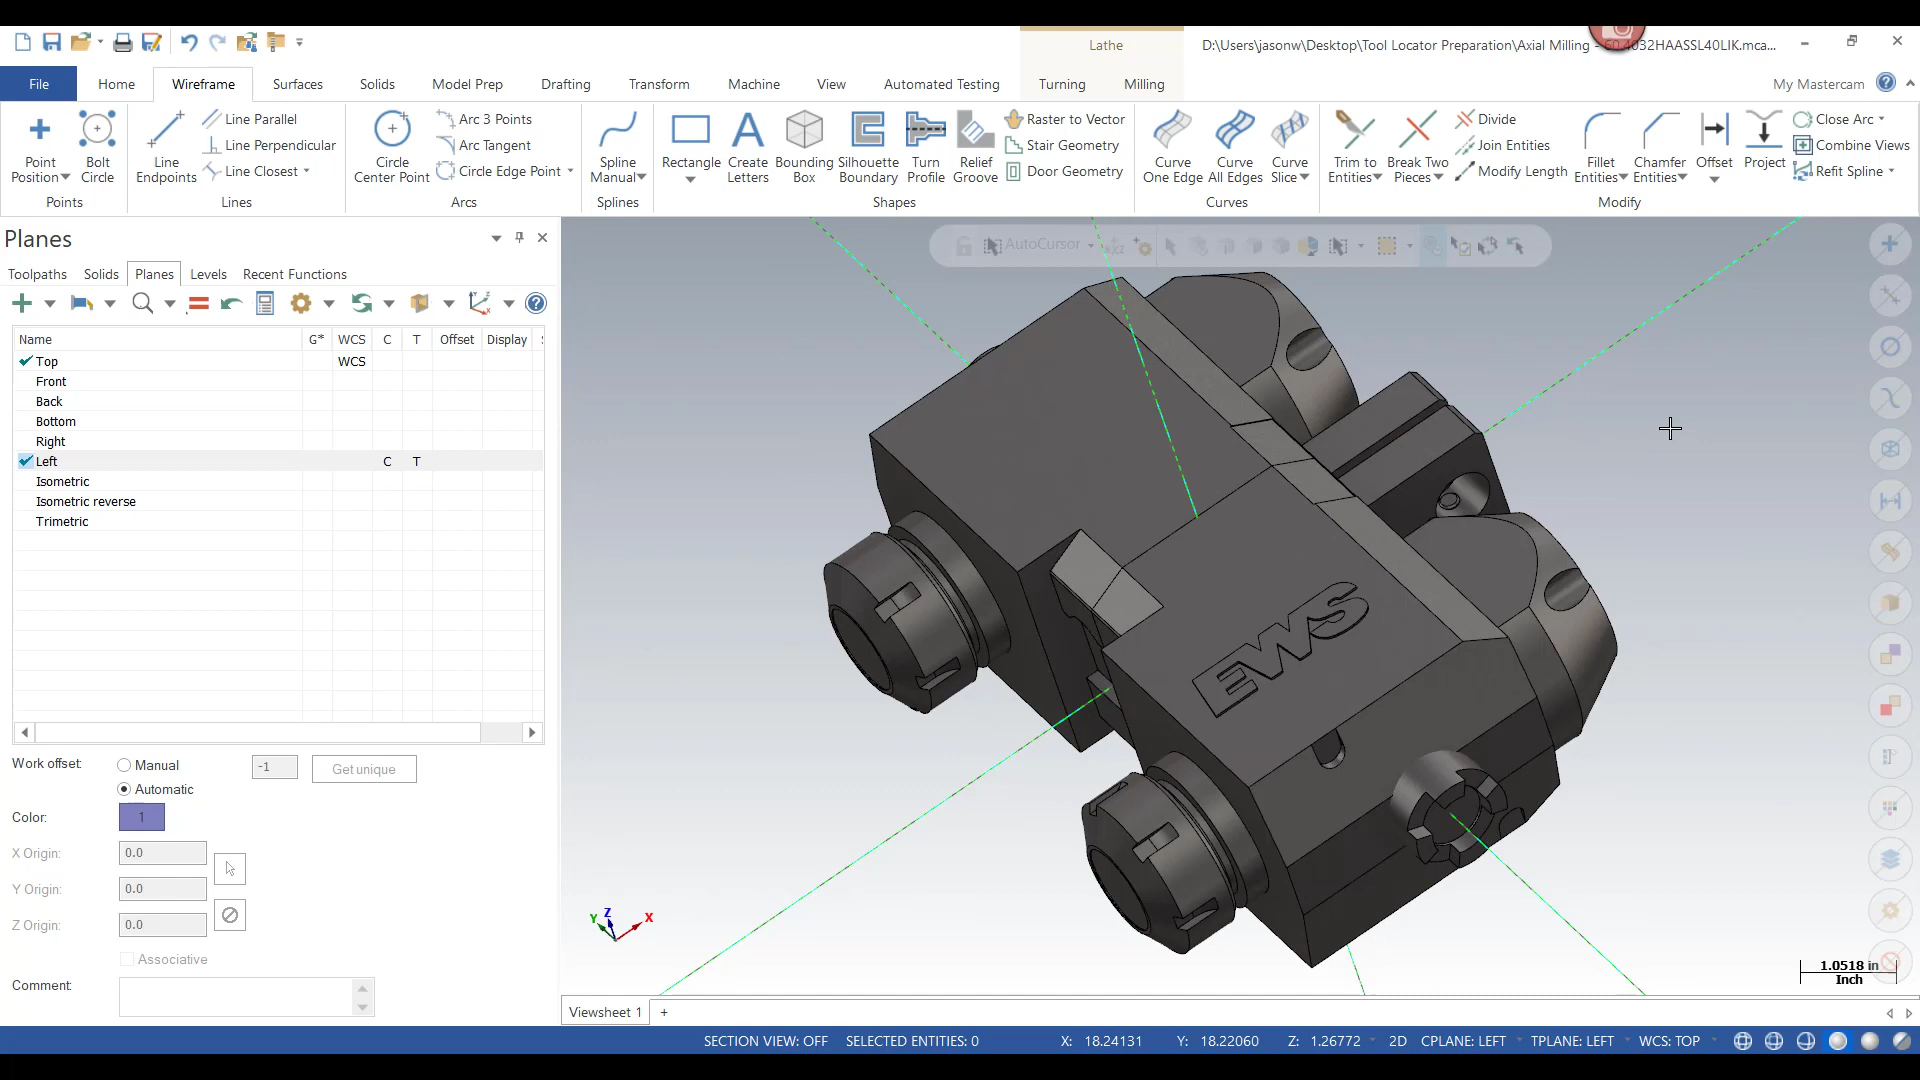 Lathe
D:\Users\jasonw\Desktop\Tool Locator Preparation\Axial Milling - 60.4032HAASSL40LIK.mca...
File
Home
Wireframe
Surfaces
Solids
Model Prep
Drafting
Transform
Machine
View
Automated Testing
Turning
Milling
My Mastercam
Point Position
Bolt Circle
Points
Line Endpoints
Line Parallel
Line Perpendicular
Line Closest
Lines
Circle Center Point
Arc 3 Points
Arc Tangent
Circle Edge Point
Arcs
Spline Manual
Splines
Rectangle
Create Letters
Bounding Box
Silhouette Boundary
Turn Profile
Relief Groove
Raster to Vector
Stair Geometry
Door Geometry
Shapes
Curve One Edge
Curve All Edges
Curve Slice
Curves
Trim to Entities
Break Two Pieces
Divide
Join Entities
Modify Length
Fillet Entities
Chamfer Entities
Offset
Project
Close Arc
Combine Views
Refit Spline
Modify
Planes
Toolpaths Solids Planes Levels Recent Functions
Name G* WCS C T Offset Display
Top WCS
Front
Back
Bottom
Right
Left C T
Isometric
Isometric reverse
Trimetric
Work offset: Manual -1 Get unique
Automatic
Color: 1
X Origin: 0.0
Y Origin: 0.0
Z Origin: 0.0
Associative
Comment:
AutoCursor
EWS
Y Z X
1.0518 in
Inch
Viewsheet 1 +
SECTION VIEW: OFF SELECTED ENTITIES: 0 X: 18.24131 Y: 18.22060 Z: 1.26772 2D CPLANE: LEFT TPLANE: LEFT WCS: TOP